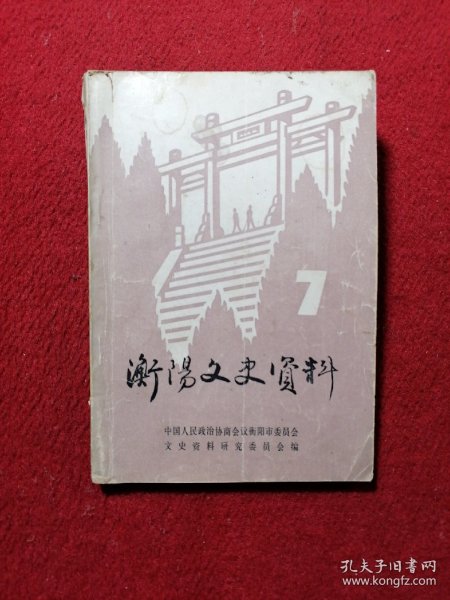 7
衡陽文史資料
中国人民政治协商会议衡阳市委员会
文史资料研究委员会编
孔夫子旧书网
www.kongfz.com